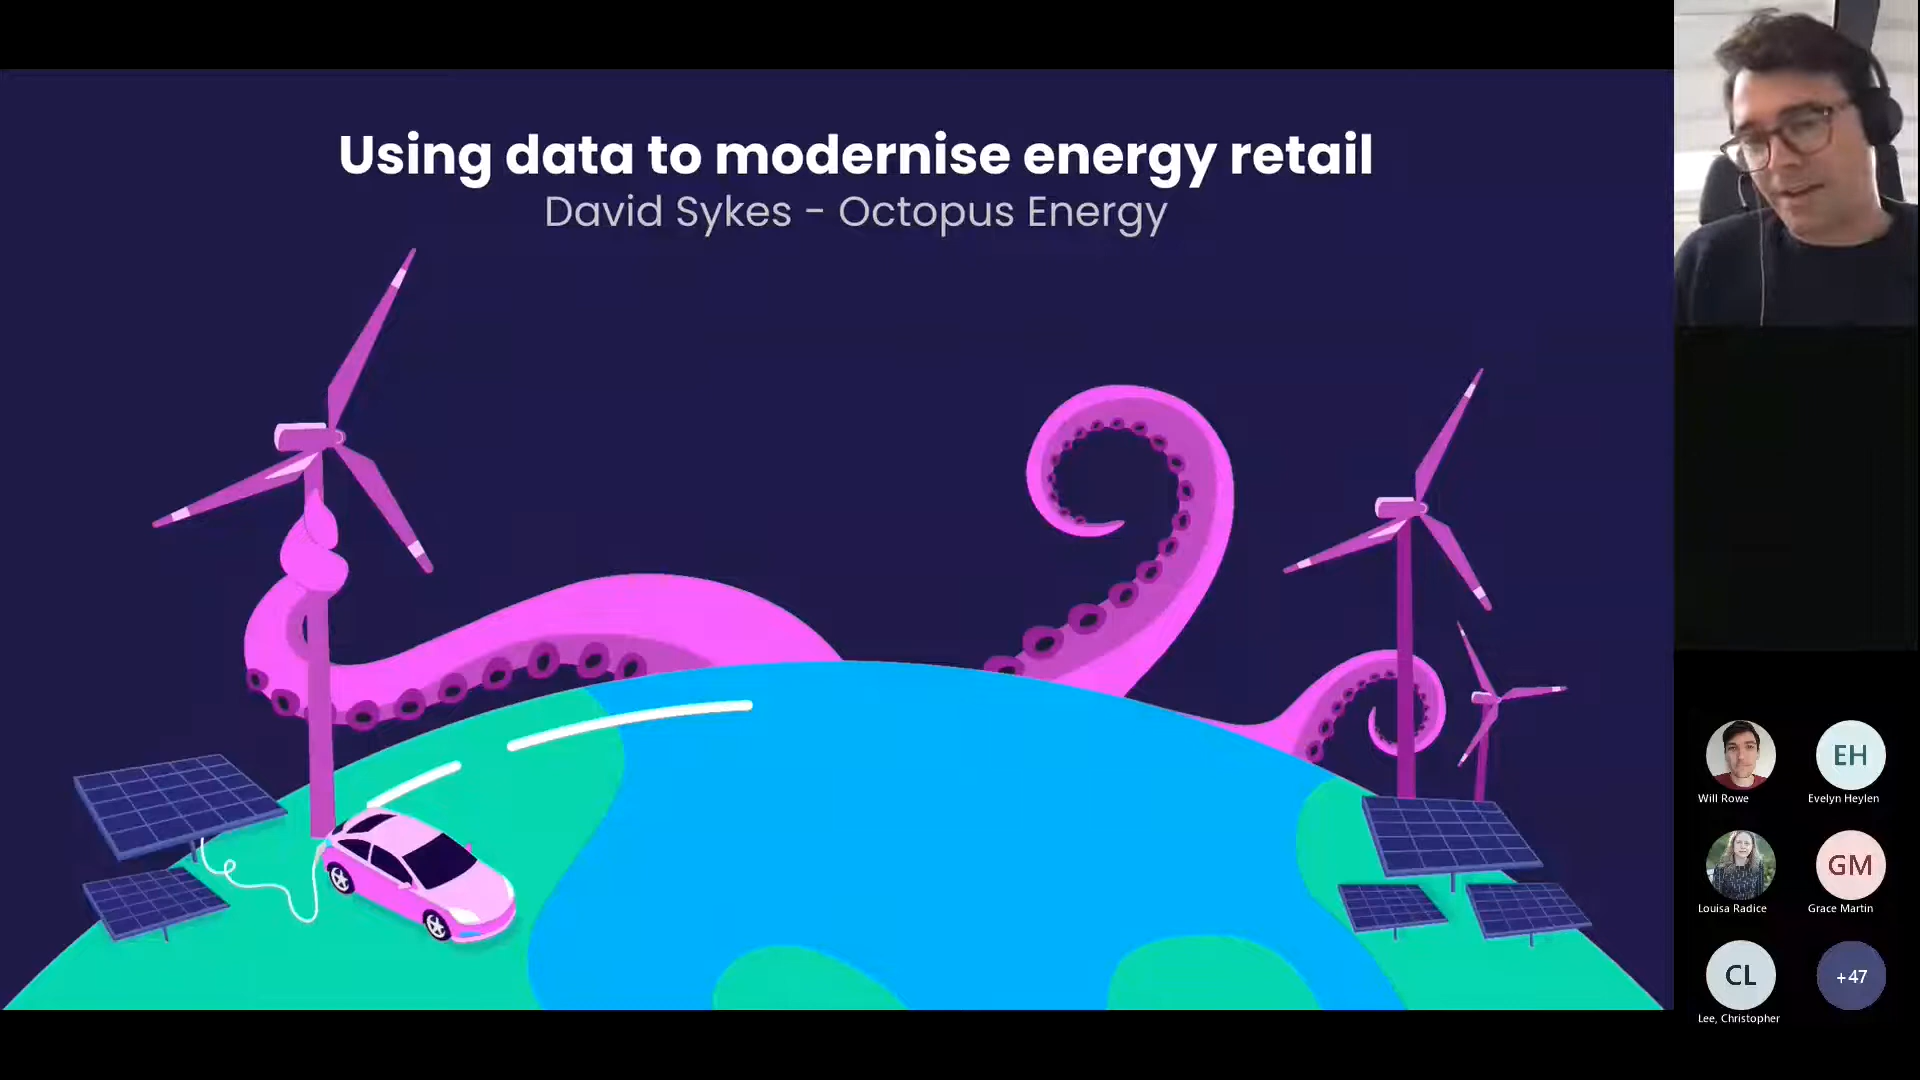 Using data to modernise energy retail
David Sykes - Octopus Energy
EH
Will Rowe
Evelyn Heylen
GM
Louisa Radice
Grace Martin
CL
+47
Lee, Christopher